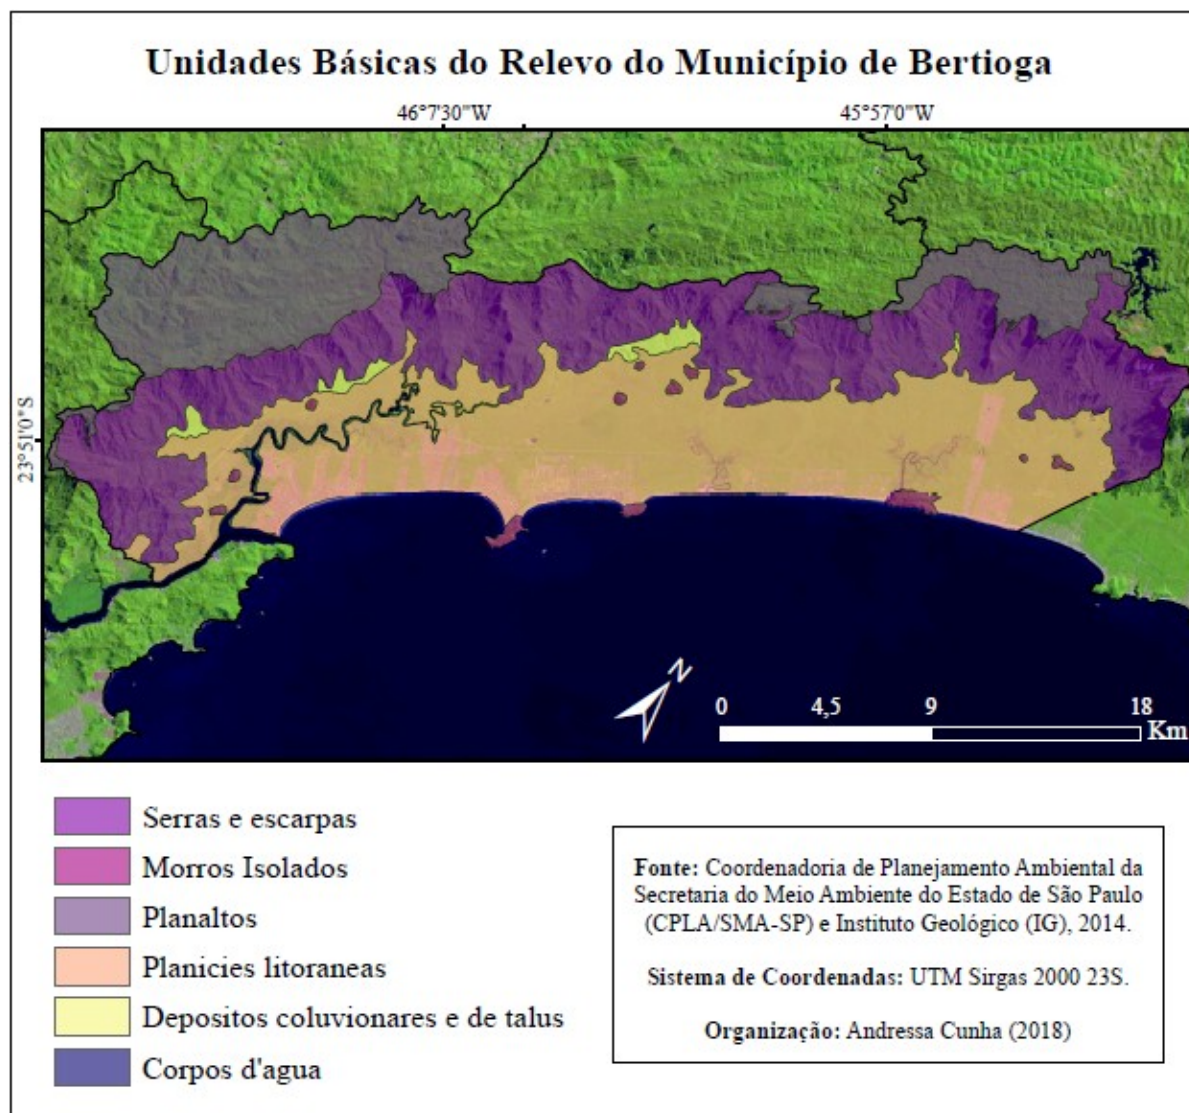 Unidades Básicas do Relevo do Município de Bertioga
46°7'30"W 45°57'0"W
23°51'0"S
N
0 4,5 9 18
Km
Serras e escarpas
Morros Isolados
Planaltos
Planicies litoraneas
Depositos coluvionares e de talus
Corpos d'agua
Fonte: Coordenadoria de Planejamento Ambiental da
Secretaria do Meio Ambiente do Estado de São Paulo
(CPLA/SMA-SP) e Instituto Geológico (IG), 2014.
Sistema de Coordenadas: UTM Sirgas 2000 23S.
Organização: Andressa Cunha (2018)